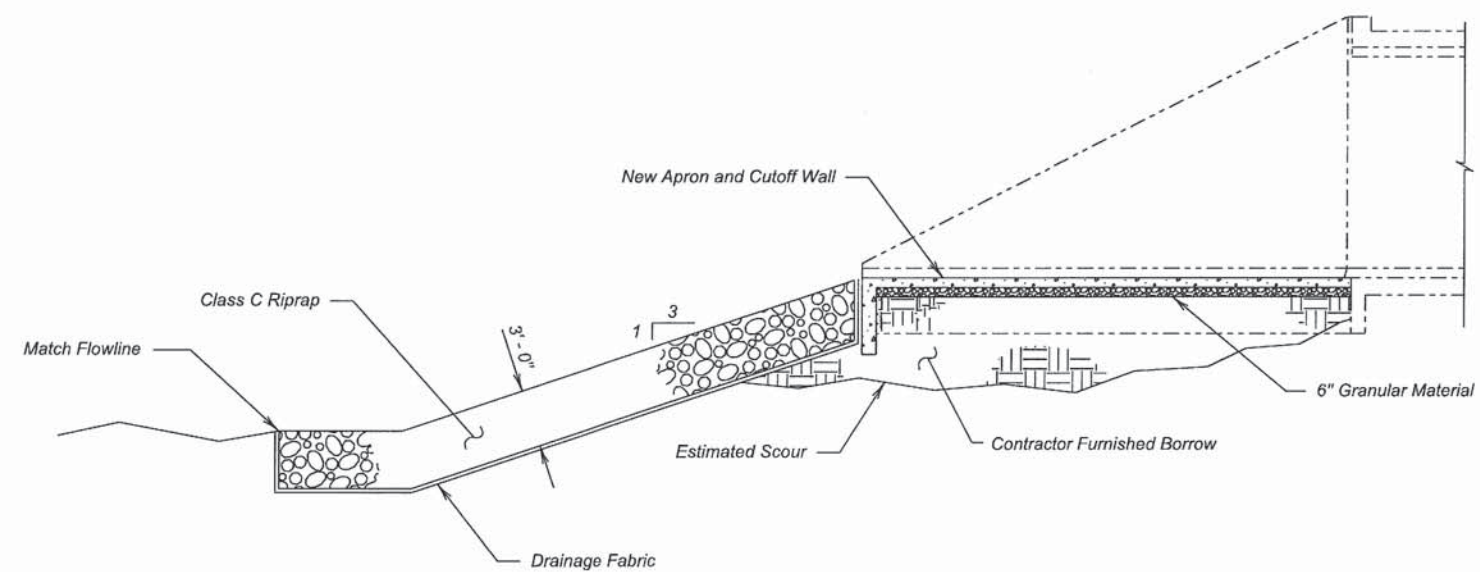 New Apron and Cutoff Wall
Class C Riprap
3
1
3' - 0"
Match Flowline
6" Granular Material
Contractor Furnished Borrow
Estimated Scour
Drainage Fabric